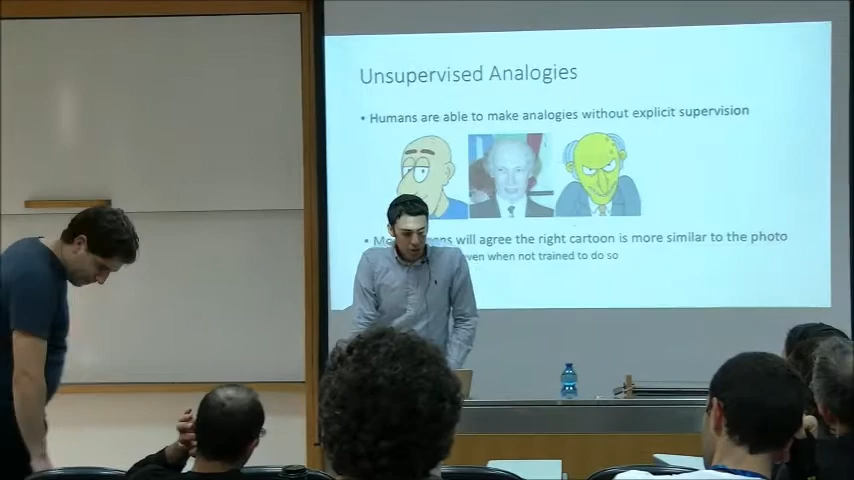 Unsupervised Analogies
• Humans are able to make analogies without explicit supervision
• will agree the right cartoon is more similar to the photo
even when not trained to do so